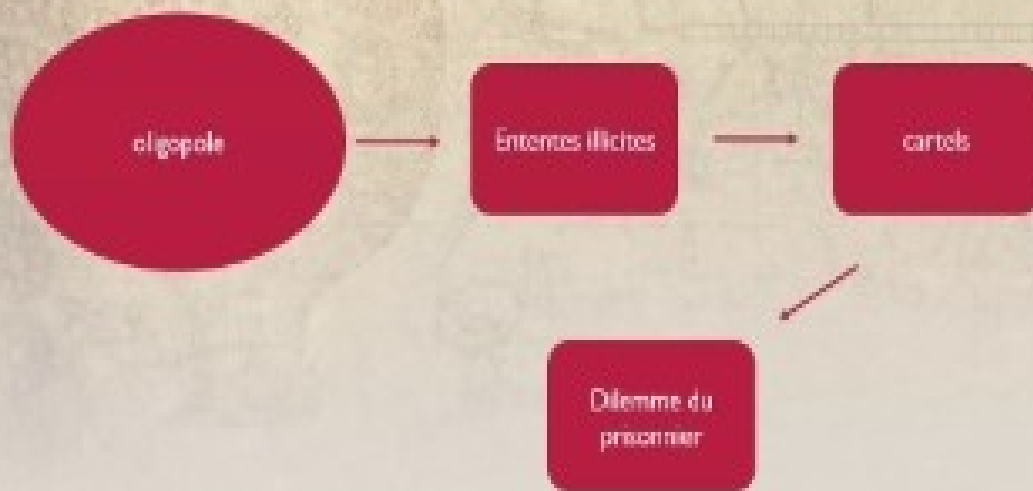 oligopole
Ententes illicites
cartels
Dilemme du
prisonnier